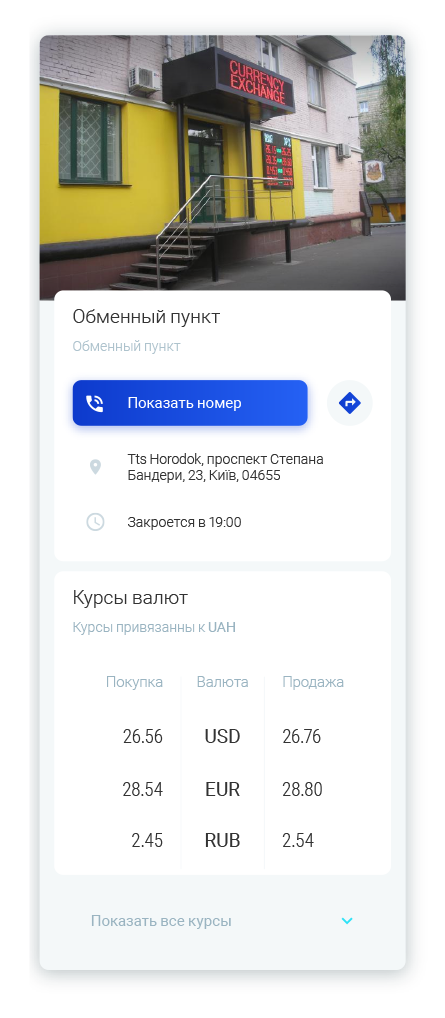 CURRENCY
EXCHANGE
Обменный пункт
Обменный пункт
Показать номер
Tts Horodok, проспект Степана
Бандери, 23, Київ, 04655
Закроется в 19:00
Курсы валют
Курсы привязанны к UAH
Покупка Валюта Продажа
26.56 USD 26.76
28.54 EUR 28.80
2.45 RUB 2.54
Показать все курсы